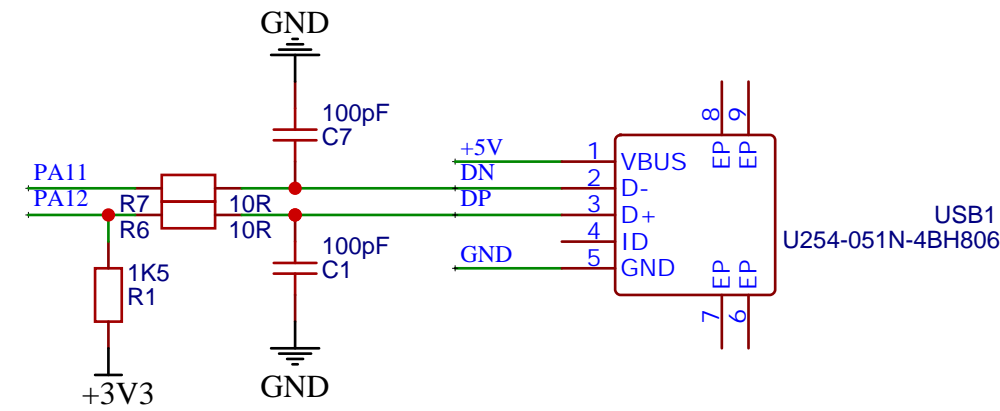 GND
100pF
C7
+5V
1
VBUS
8
EP
9
EP
PA11
DN
2
D-
PA12
R7
10R
DP
3
D+
R6
10R
USB1
U254-051N-4BH806
4
ID
100pF
C1
GND
5
GND
1K5
R1
EP
7
EP
6
+3V3
GND